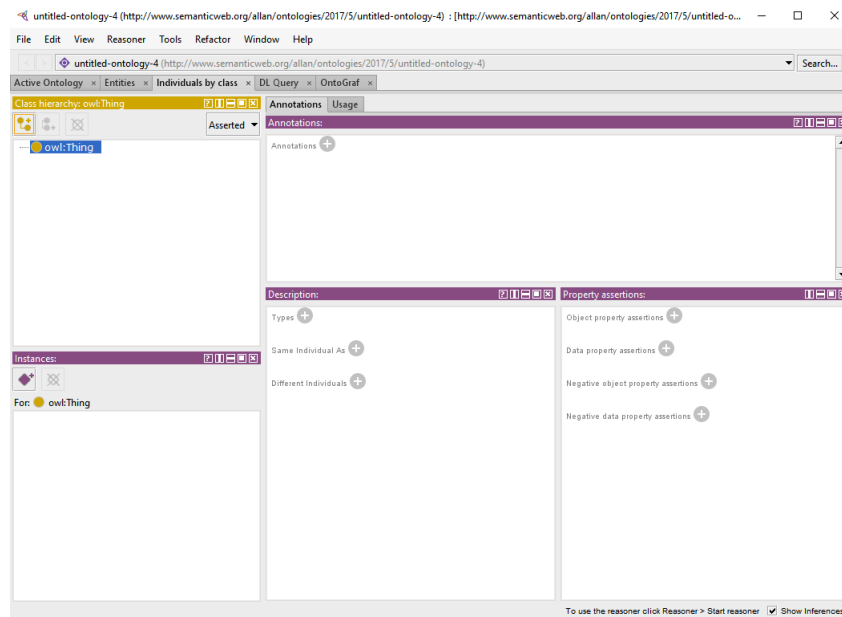 untitled-ontology-4 (http://www.semanticweb.org/allan/ontologies/2017/5/untitled-ontology-4) : [http://www.semanticweb.org/allan/ontologies/2017/5/untitled-o...
File Edit View Reasoner Tools Refactor Window Help
untitled-ontology-4 (http://www.semanticweb.org/allan/ontologies/2017/5/untitled-ontology-4) Search...
Active Ontology × Entities × Individuals by class × DL Query × OntoGraf ×
Class hierarchy: owl:Thing
Asserted
owl:Thing
Annotations Usage
Annotations:
Annotations
Instances:
For: owl:Thing
Description:
Types
Same Individual As
Different Individuals
Property assertions:
Object property assertions
Data property assertions
Negative object property assertions
Negative data property assertions
To use the reasoner click Reasoner > Start reasoner Show Inferences